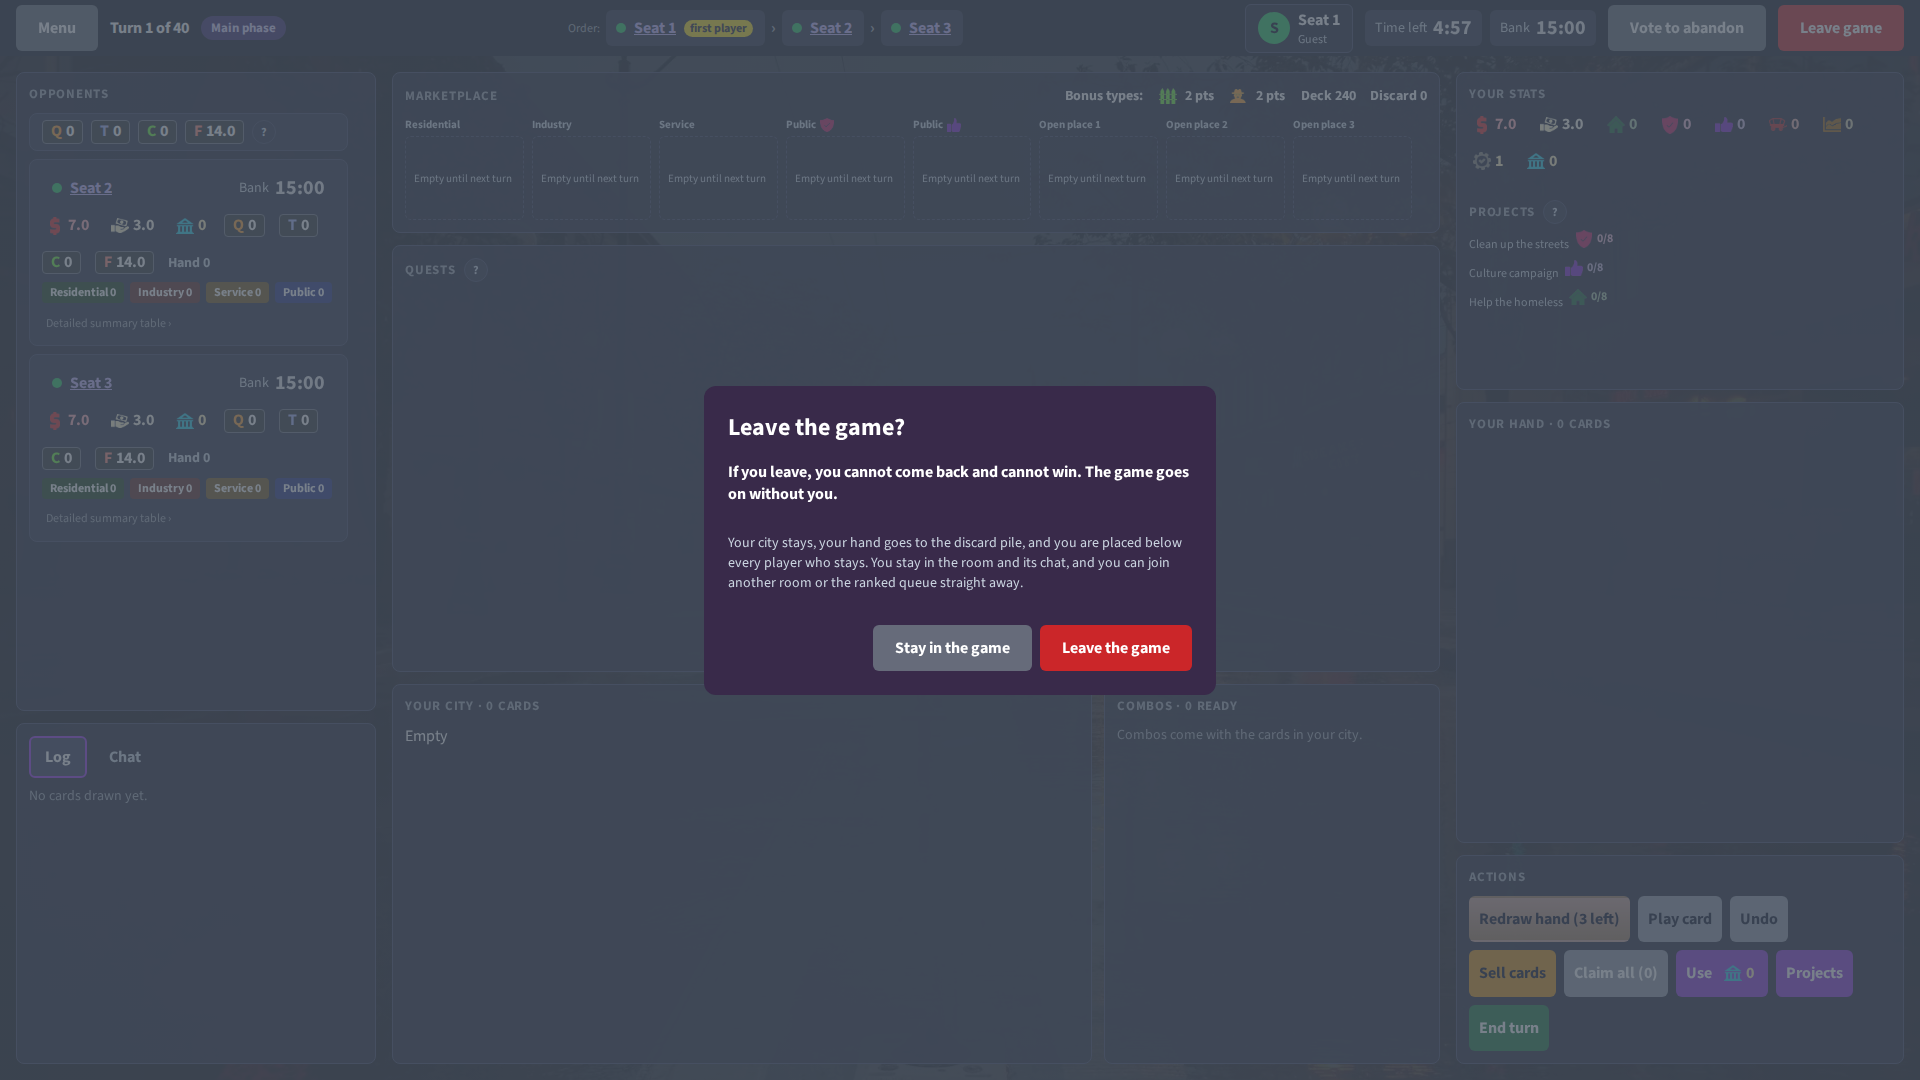 Menu
Turn 1 of 40
Main phase
Order:
Seat 1 first player › Seat 2 › Seat 3
S
Seat 1
Guest
Time left 4:57
Bank 15:00
Vote to abandon
Leave game
OPPONENTS
Q 0
T 0
C 0
F 14.0
?
Seat 2
Bank 15:00
7.0
3.0
0
Q 0
T 0
C 0
F 14.0
Hand 0
Residential 0
Industry 0
Service 0
Public 0
Detailed summary table ›
Seat 3
Bank 15:00
7.0
3.0
0
Q 0
T 0
C 0
F 14.0
Hand 0
Residential 0
Industry 0
Service 0
Public 0
Detailed summary table ›
Log
Chat
No cards drawn yet.
MARKETPLACE
Bonus types:
2 pts
2 pts
Deck 240
Discard 0
Residential
Industry
Service
Public
Public
Open place 1
Open place 2
Open place 3
Empty until next turn
Empty until next turn
Empty until next turn
Empty until next turn
Empty until next turn
Empty until next turn
Empty until next turn
Empty until next turn
QUESTS ?
Leave the game?
If you leave, you cannot come back and cannot win. The game goes
on without you.
Your city stays, your hand goes to the discard pile, and you are placed below
every player who stays. You stay in the room and its chat, and you can join
another room or the ranked queue straight away.
Stay in the game
Leave the game
YOUR CITY · 0 CARDS
Empty
COMBOS · 0 READY
Combos come with the cards in your city.
YOUR STATS
7.0
3.0
0
0
0
0
0
1
0
PROJECTS ?
Clean up the streets 0/8
Culture campaign 0/8
Help the homeless 0/8
YOUR HAND · 0 CARDS
ACTIONS
Redraw hand (3 left)
Play card
Undo
Sell cards
Claim all (0)
Use 0
Projects
End turn